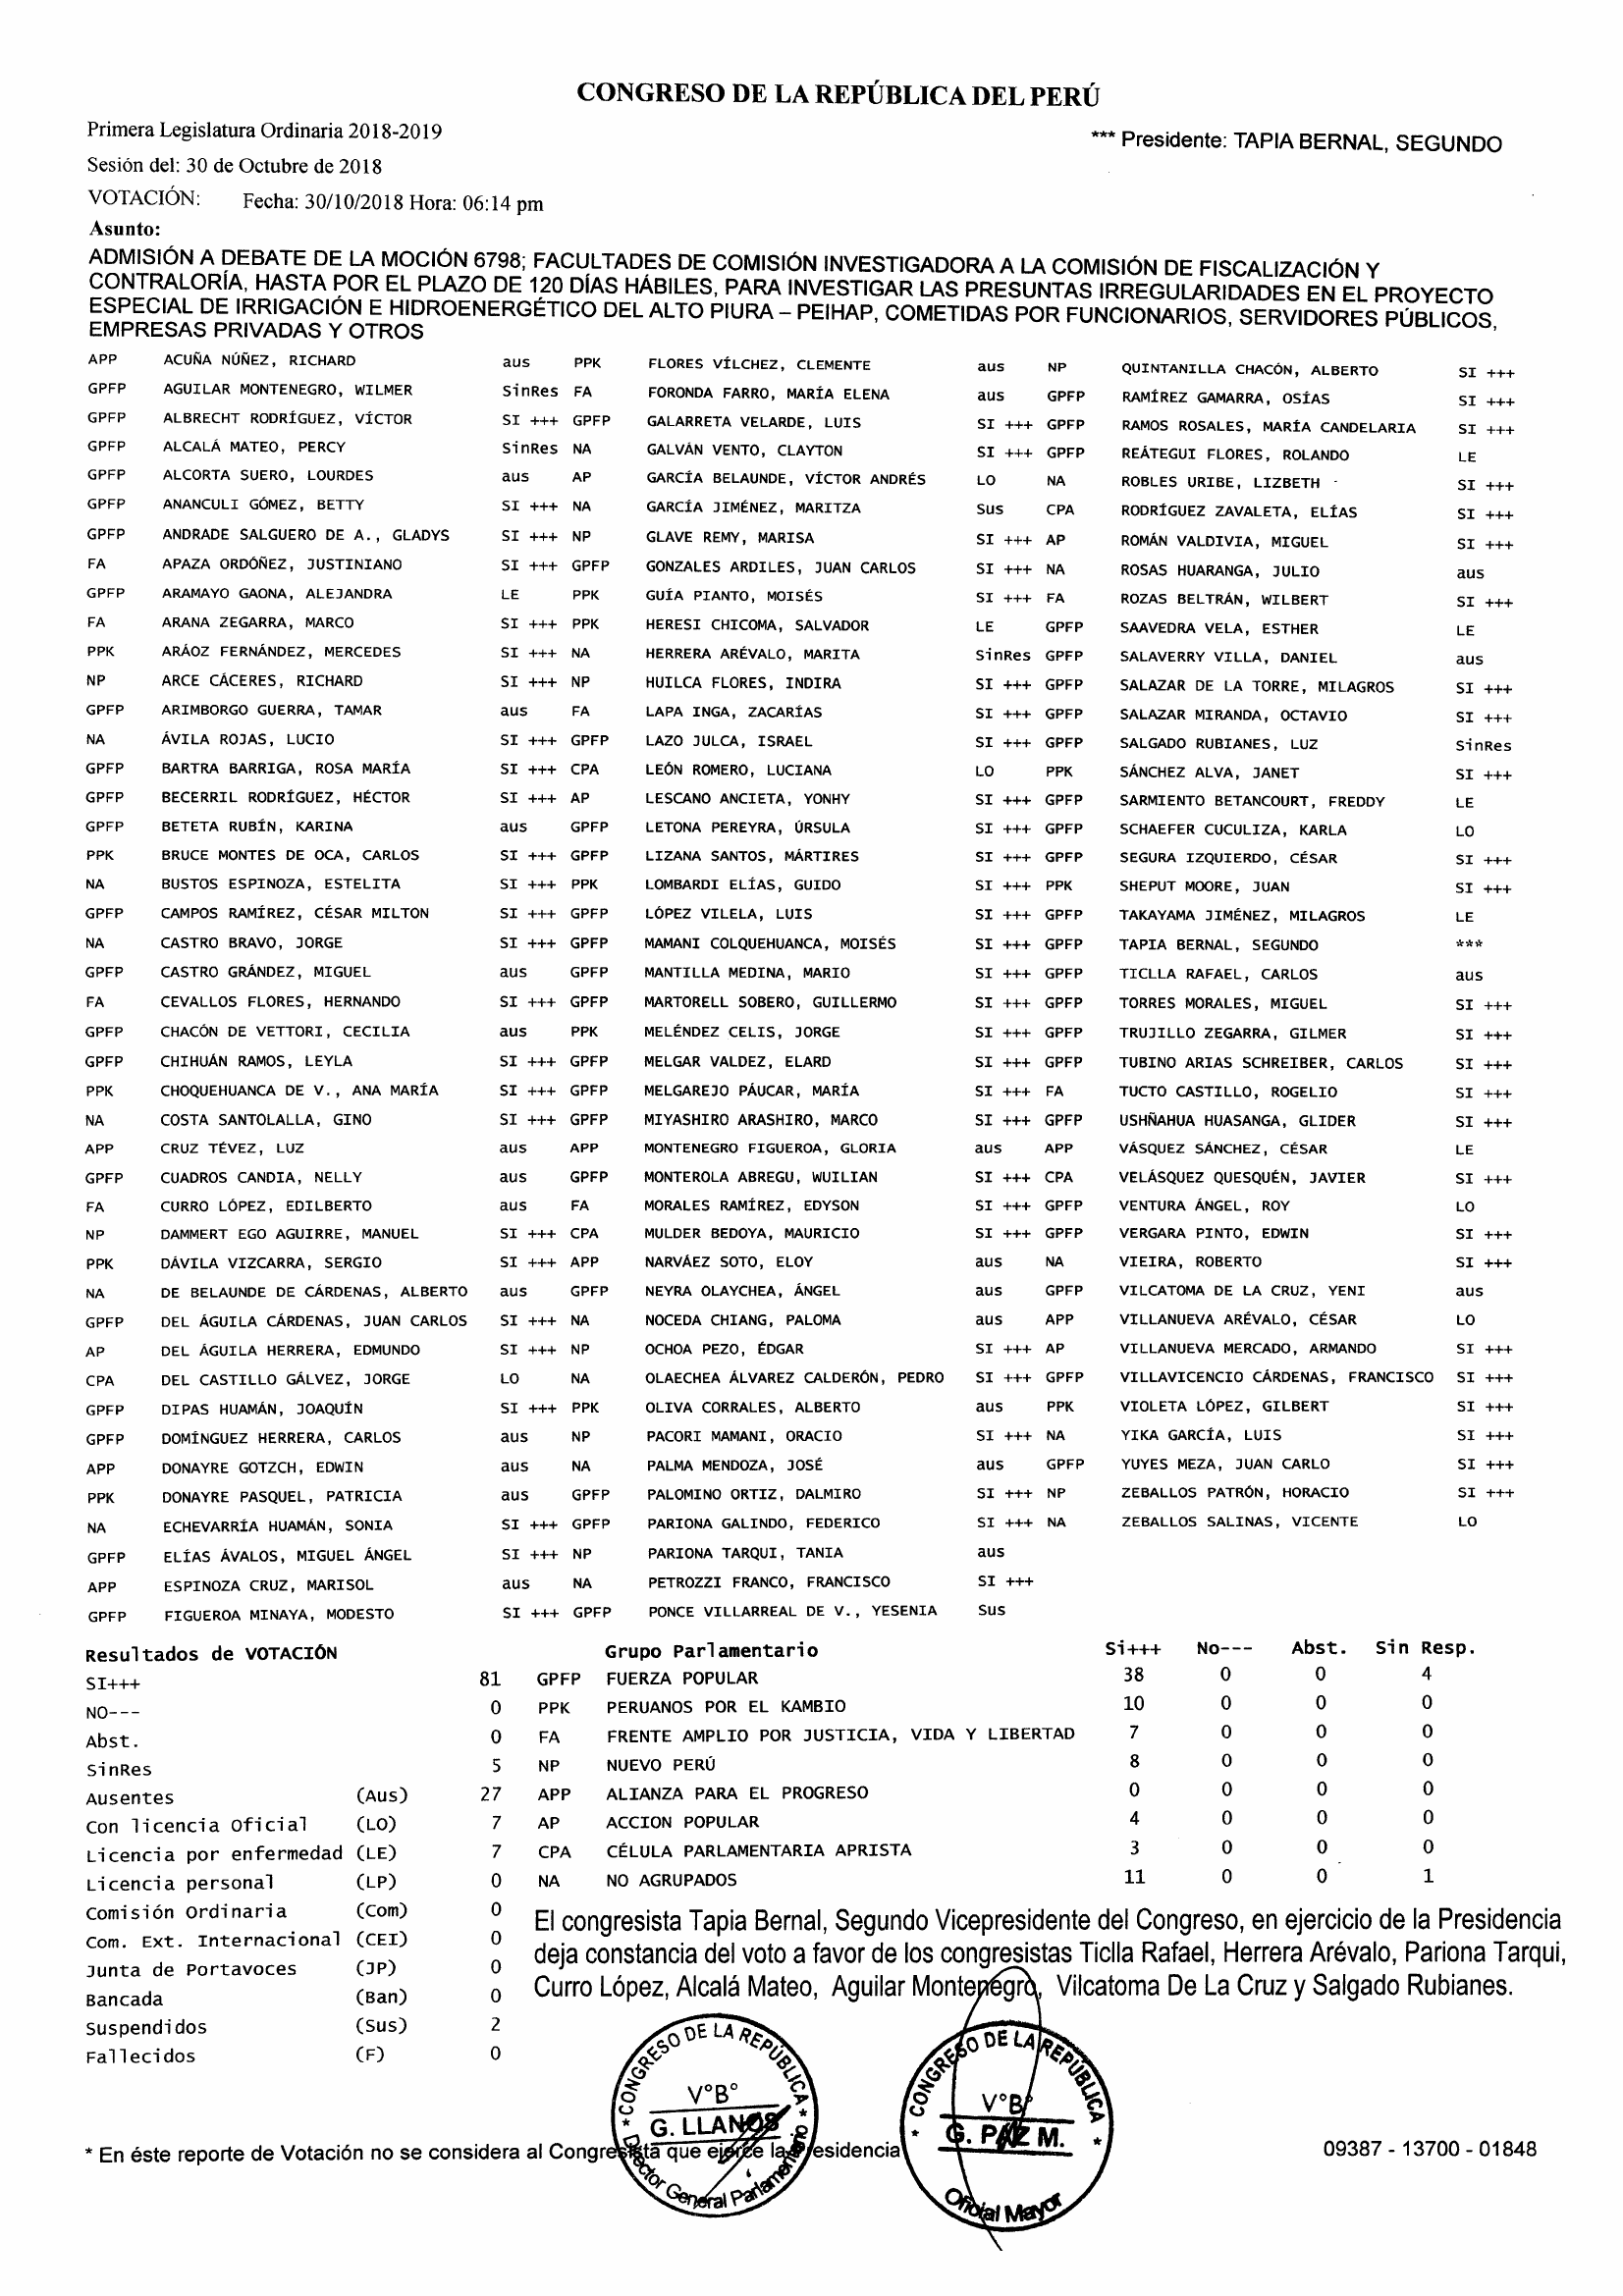 CONGRESO DE LA REPÚBLICA DEL PERÚ
Primera Legislatura Ordinaria 2018-2019
*** Presidente: TAPIA BERNAL, SEGUNDO
Sesión del: 30 de Octubre de 2018
VOTACIÓN: Fecha: 30/10/2018 Hora: 06:14 pm
Asunto:
ADMISIÓN A DEBATE DE LA MOCIÓN 6798; FACULTADES DE COMISIÓN INVESTIGADORA A LA COMISIÓN DE FISCALIZACIÓN Y
CONTRALORÍA, HASTA POR EL PLAZO DE 120 DÍAS HÁBILES, PARA INVESTIGAR LAS PRESUNTAS IRREGULARIDADES EN EL PROYECTO
ESPECIAL DE IRRIGACIÓN E HIDROENERGÉTICO DEL ALTO PIURA – PEIHAP, COMETIDAS POR FUNCIONARIOS, SERVIDORES PÚBLICOS,
EMPRESAS PRIVADAS Y OTROS
APP ACUÑA NÚÑEZ, RICHARD aus PPK FLORES VÍLCHEZ, CLEMENTE aus NP QUINTANILLA CHACÓN, ALBERTO SI +++
GPFP AGUILAR MONTENEGRO, WILMER SinRes FA FORONDA FARRO, MARÍA ELENA aus GPFP RAMÍREZ GAMARRA, OSÍAS SI +++
GPFP ALBRECHT RODRÍGUEZ, VÍCTOR SI +++ GPFP GALARRETA VELARDE, LUIS SI +++ GPFP RAMOS ROSALES, MARÍA CANDELARIA SI +++
GPFP ALCALÁ MATEO, PERCY SinRes NA GALVÁN VENTO, CLAYTON SI +++ GPFP REÁTEGUI FLORES, ROLANDO LE
GPFP ALCORTA SUERO, LOURDES aus AP GARCÍA BELAUNDE, VÍCTOR ANDRÉS LO NA ROBLES URIBE, LIZBETH SI +++
GPFP ANANCULI GÓMEZ, BETTY SI +++ NA GARCÍA JIMÉNEZ, MARITZA Sus CPA RODRÍGUEZ ZAVALETA, ELÍAS SI +++
GPFP ANDRADE SALGUERO DE A., GLADYS SI +++ NP GLAVE REMY, MARISA SI +++ AP ROMÁN VALDIVIA, MIGUEL SI +++
FA APAZA ORDÓÑEZ, JUSTINIANO SI +++ GPFP GONZALES ARDILES, JUAN CARLOS SI +++ NA ROSAS HUARANGA, JULIO aus
GPFP ARAMAYO GAONA, ALEJANDRA LE PPK GUÍA PIANTO, MOISÉS SI +++ FA ROZAS BELTRÁN, WILBERT SI +++
FA ARANA ZEGARRA, MARCO SI +++ PPK HERESI CHICOMA, SALVADOR LE GPFP SAAVEDRA VELA, ESTHER LE
PPK ARÁOZ FERNÁNDEZ, MERCEDES SI +++ NA HERRERA ARÉVALO, MARITA SinRes GPFP SALAVERRY VILLA, DANIEL aus
NP ARCE CÁCERES, RICHARD SI +++ NP HUILCA FLORES, INDIRA SI +++ GPFP SALAZAR DE LA TORRE, MILAGROS SI +++
GPFP ARIMBORGO GUERRA, TAMAR aus FA LAPA INGA, ZACARÍAS SI +++ GPFP SALAZAR MIRANDA, OCTAVIO SI +++
NA ÁVILA ROJAS, LUCIO SI +++ GPFP LAZO JULCA, ISRAEL SI +++ GPFP SALGADO RUBIANES, LUZ SinRes
GPFP BARTRA BARRIGA, ROSA MARÍA SI +++ CPA LEÓN ROMERO, LUCIANA LO PPK SÁNCHEZ ALVA, JANET SI +++
GPFP BECERRIL RODRÍGUEZ, HÉCTOR SI +++ AP LESCANO ANCIETA, YONHY SI +++ GPFP SARMIENTO BETANCOURT, FREDDY LE
GPFP BETETA RUBÍN, KARINA aus GPFP LETONA PEREYRA, ÚRSULA SI +++ GPFP SCHAEFER CUCULIZA, KARLA LO
PPK BRUCE MONTES DE OCA, CARLOS SI +++ GPFP LIZANA SANTOS, MÁRTIRES SI +++ GPFP SEGURA IZQUIERDO, CÉSAR SI +++
NA BUSTOS ESPINOZA, ESTELITA SI +++ PPK LOMBARDI ELÍAS, GUIDO SI +++ PPK SHEPUT MOORE, JUAN SI +++
GPFP CAMPOS RAMÍREZ, CÉSAR MILTON SI +++ GPFP LÓPEZ VILELA, LUIS SI +++ GPFP TAKAYAMA JIMÉNEZ, MILAGROS LE
NA CASTRO BRAVO, JORGE SI +++ GPFP MAMANI COLQUEHUANCA, MOISÉS SI +++ GPFP TAPIA BERNAL, SEGUNDO ***
GPFP CASTRO GRÁNDEZ, MIGUEL aus GPFP MANTILLA MEDINA, MARIO SI +++ GPFP TICLLA RAFAEL, CARLOS aus
FA CEVALLOS FLORES, HERNANDO SI +++ GPFP MARTORELL SOBERO, GUILLERMO SI +++ GPFP TORRES MORALES, MIGUEL SI +++
GPFP CHACÓN DE VETTORI, CECILIA aus PPK MELÉNDEZ CELIS, JORGE SI +++ GPFP TRUJILLO ZEGARRA, GILMER SI +++
GPFP CHIHUÁN RAMOS, LEYLA SI +++ GPFP MELGAR VALDEZ, ELARD SI +++ GPFP TUBINO ARIAS SCHREIBER, CARLOS SI +++
PPK CHOQUEHUANCA DE V., ANA MARÍA SI +++ GPFP MELGAREJO PÁUCAR, MARÍA SI +++ FA TUCTO CASTILLO, ROGELIO SI +++
NA COSTA SANTOLALLA, GINO SI +++ GPFP MIYASHIRO ARASHIRO, MARCO SI +++ GPFP USHÑAHUA HUASANGA, GLIDER SI +++
APP CRUZ TÉVEZ, LUZ aus APP MONTENEGRO FIGUEROA, GLORIA aus APP VÁSQUEZ SÁNCHEZ, CÉSAR LE
GPFP CUADROS CANDIA, NELLY aus GPFP MONTEROLA ABREGU, WUILIAN SI +++ CPA VELÁSQUEZ QUESQUÉN, JAVIER SI +++
FA CURRO LÓPEZ, EDILBERTO aus FA MORALES RAMÍREZ, EDYSON SI +++ GPFP VENTURA ÁNGEL, ROY LO
NP DAMMERT EGO AGUIRRE, MANUEL SI +++ CPA MULDER BEDOYA, MAURICIO SI +++ GPFP VERGARA PINTO, EDWIN SI +++
PPK DÁVILA VIZCARRA, SERGIO SI +++ APP NARVÁEZ SOTO, ELOY aus NA VIEIRA, ROBERTO SI +++
NA DE BELAUNDE DE CÁRDENAS, ALBERTO aus GPFP NEYRA OLAYCHEA, ÁNGEL aus GPFP VILCATOMA DE LA CRUZ, YENI aus
GPFP DEL ÁGUILA CÁRDENAS, JUAN CARLOS SI +++ NA NOCEDA CHIANG, PALOMA aus APP VILLANUEVA ARÉVALO, CÉSAR LO
AP DEL ÁGUILA HERRERA, EDMUNDO SI +++ NP OCHOA PEZO, ÉDGAR SI +++ AP VILLANUEVA MERCADO, ARMANDO SI +++
CPA DEL CASTILLO GÁLVEZ, JORGE LO NA OLAECHEA ÁLVAREZ CALDERÓN, PEDRO SI +++ GPFP VILLAVICENCIO CÁRDENAS, FRANCISCO SI +++
GPFP DIPAS HUAMÁN, JOAQUÍN SI +++ PPK OLIVA CORRALES, ALBERTO aus PPK VIOLETA LÓPEZ, GILBERT SI +++
GPFP DOMÍNGUEZ HERRERA, CARLOS aus NP PACORI MAMANI, ORACIO SI +++ NA YIKA GARCÍA, LUIS SI +++
APP DONAYRE GOTZCH, EDWIN aus NA PALMA MENDOZA, JOSÉ aus GPFP YUYES MEZA, JUAN CARLO SI +++
PPK DONAYRE PASQUEL, PATRICIA aus GPFP PALOMINO ORTIZ, DALMIRO SI +++ NP ZEBALLOS PATRÓN, HORACIO SI +++
NA ECHEVARRÍA HUAMÁN, SONIA SI +++ GPFP PARIONA GALINDO, FEDERICO SI +++ NA ZEBALLOS SALINAS, VICENTE LO
GPFP ELÍAS ÁVALOS, MIGUEL ÁNGEL SI +++ NP PARIONA TARQUI, TANIA aus
APP ESPINOZA CRUZ, MARISOL aus NA PETROZZI FRANCO, FRANCISCO SI +++
GPFP FIGUEROA MINAYA, MODESTO SI +++ GPFP PONCE VILLARREAL DE V., YESENIA Sus
Resultados de VOTACIÓN Grupo Parlamentario Si+++ No--- Abst. Sin Resp.
SI+++ 81 GPFP FUERZA POPULAR 38 0 0 4
NO--- 0 PPK PERUANOS POR EL KAMBIO 10 0 0 0
Abst. 0 FA FRENTE AMPLIO POR JUSTICIA, VIDA Y LIBERTAD 7 0 0 0
SinRes 5 NP NUEVO PERÚ 8 0 0 0
Ausentes (Aus) 27 APP ALIANZA PARA EL PROGRESO 0 0 0 0
Con licencia Oficial (LO) 7 AP ACCION POPULAR 4 0 0 0
Licencia por enfermedad (LE) 7 CPA CÉLULA PARLAMENTARIA APRISTA 3 0 0 0
Licencia personal (LP) 0 NA NO AGRUPADOS 11 0 0 1
Comisión Ordinaria (Com) 0
Com. Ext. Internacional (CEI) 0
Junta de Portavoces (JP) 0
Bancada (Ban) 0
Suspendidos (Sus) 2
Fallecidos (F) 0
El congresista Tapia Bernal, Segundo Vicepresidente del Congreso, en ejercicio de la Presidencia
deja constancia del voto a favor de los congresistas Ticlla Rafael, Herrera Arévalo, Pariona Tarqui,
Curro López, Alcalá Mateo, Aguilar Montenegro, Vilcatoma De La Cruz y Salgado Rubianes.
* CONGRESO DE LA REPÚBLICA *
V°B°
G. LLANOS
Director General Parlamentario
* CONGRESO DE LA REPÚBLICA *
V°B°
G. PAZ M.
Oficial Mayor
* En éste reporte de Votación no se considera al Congresista que ejerce la Presidencia
09387 - 13700 - 01848